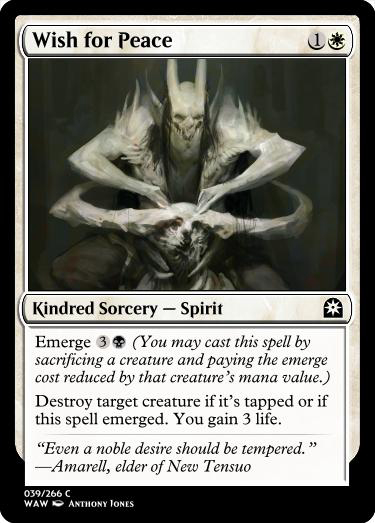 Wish for Peace 1
Kindred Sorcery — Spirit
Emerge 3 (You may cast this spell by
sacrificing a creature and paying the emerge
cost reduced by that creature's mana value.)
Destroy target creature if it's tapped or if
this spell emerged. You gain 3 life.
"Even a noble desire should be tempered."
—Amarell, elder of New Tensuo
039/266 C
WAW Anthony Jones